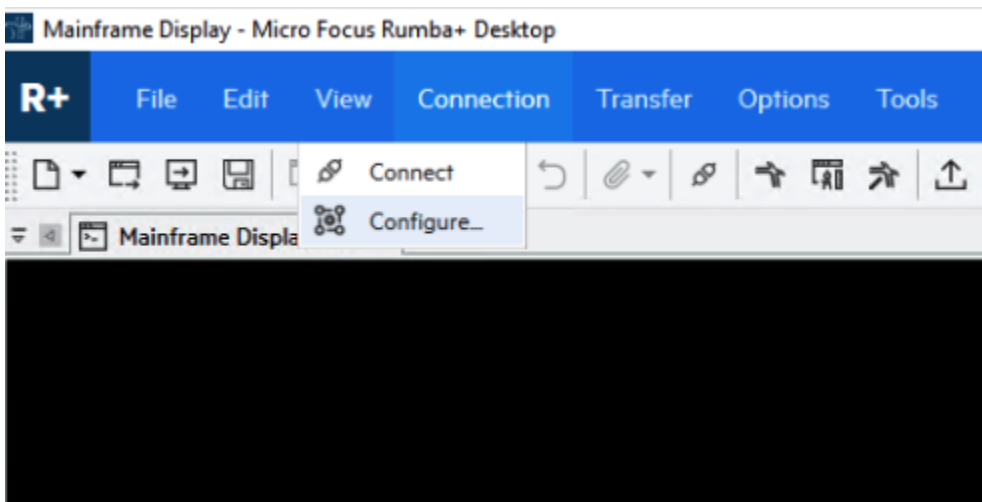 Mainframe Display - Micro Focus Rumba+ Desktop
R+ File Edit View Connection Transfer Options Tools
Connect
Configure...
Mainframe Displa